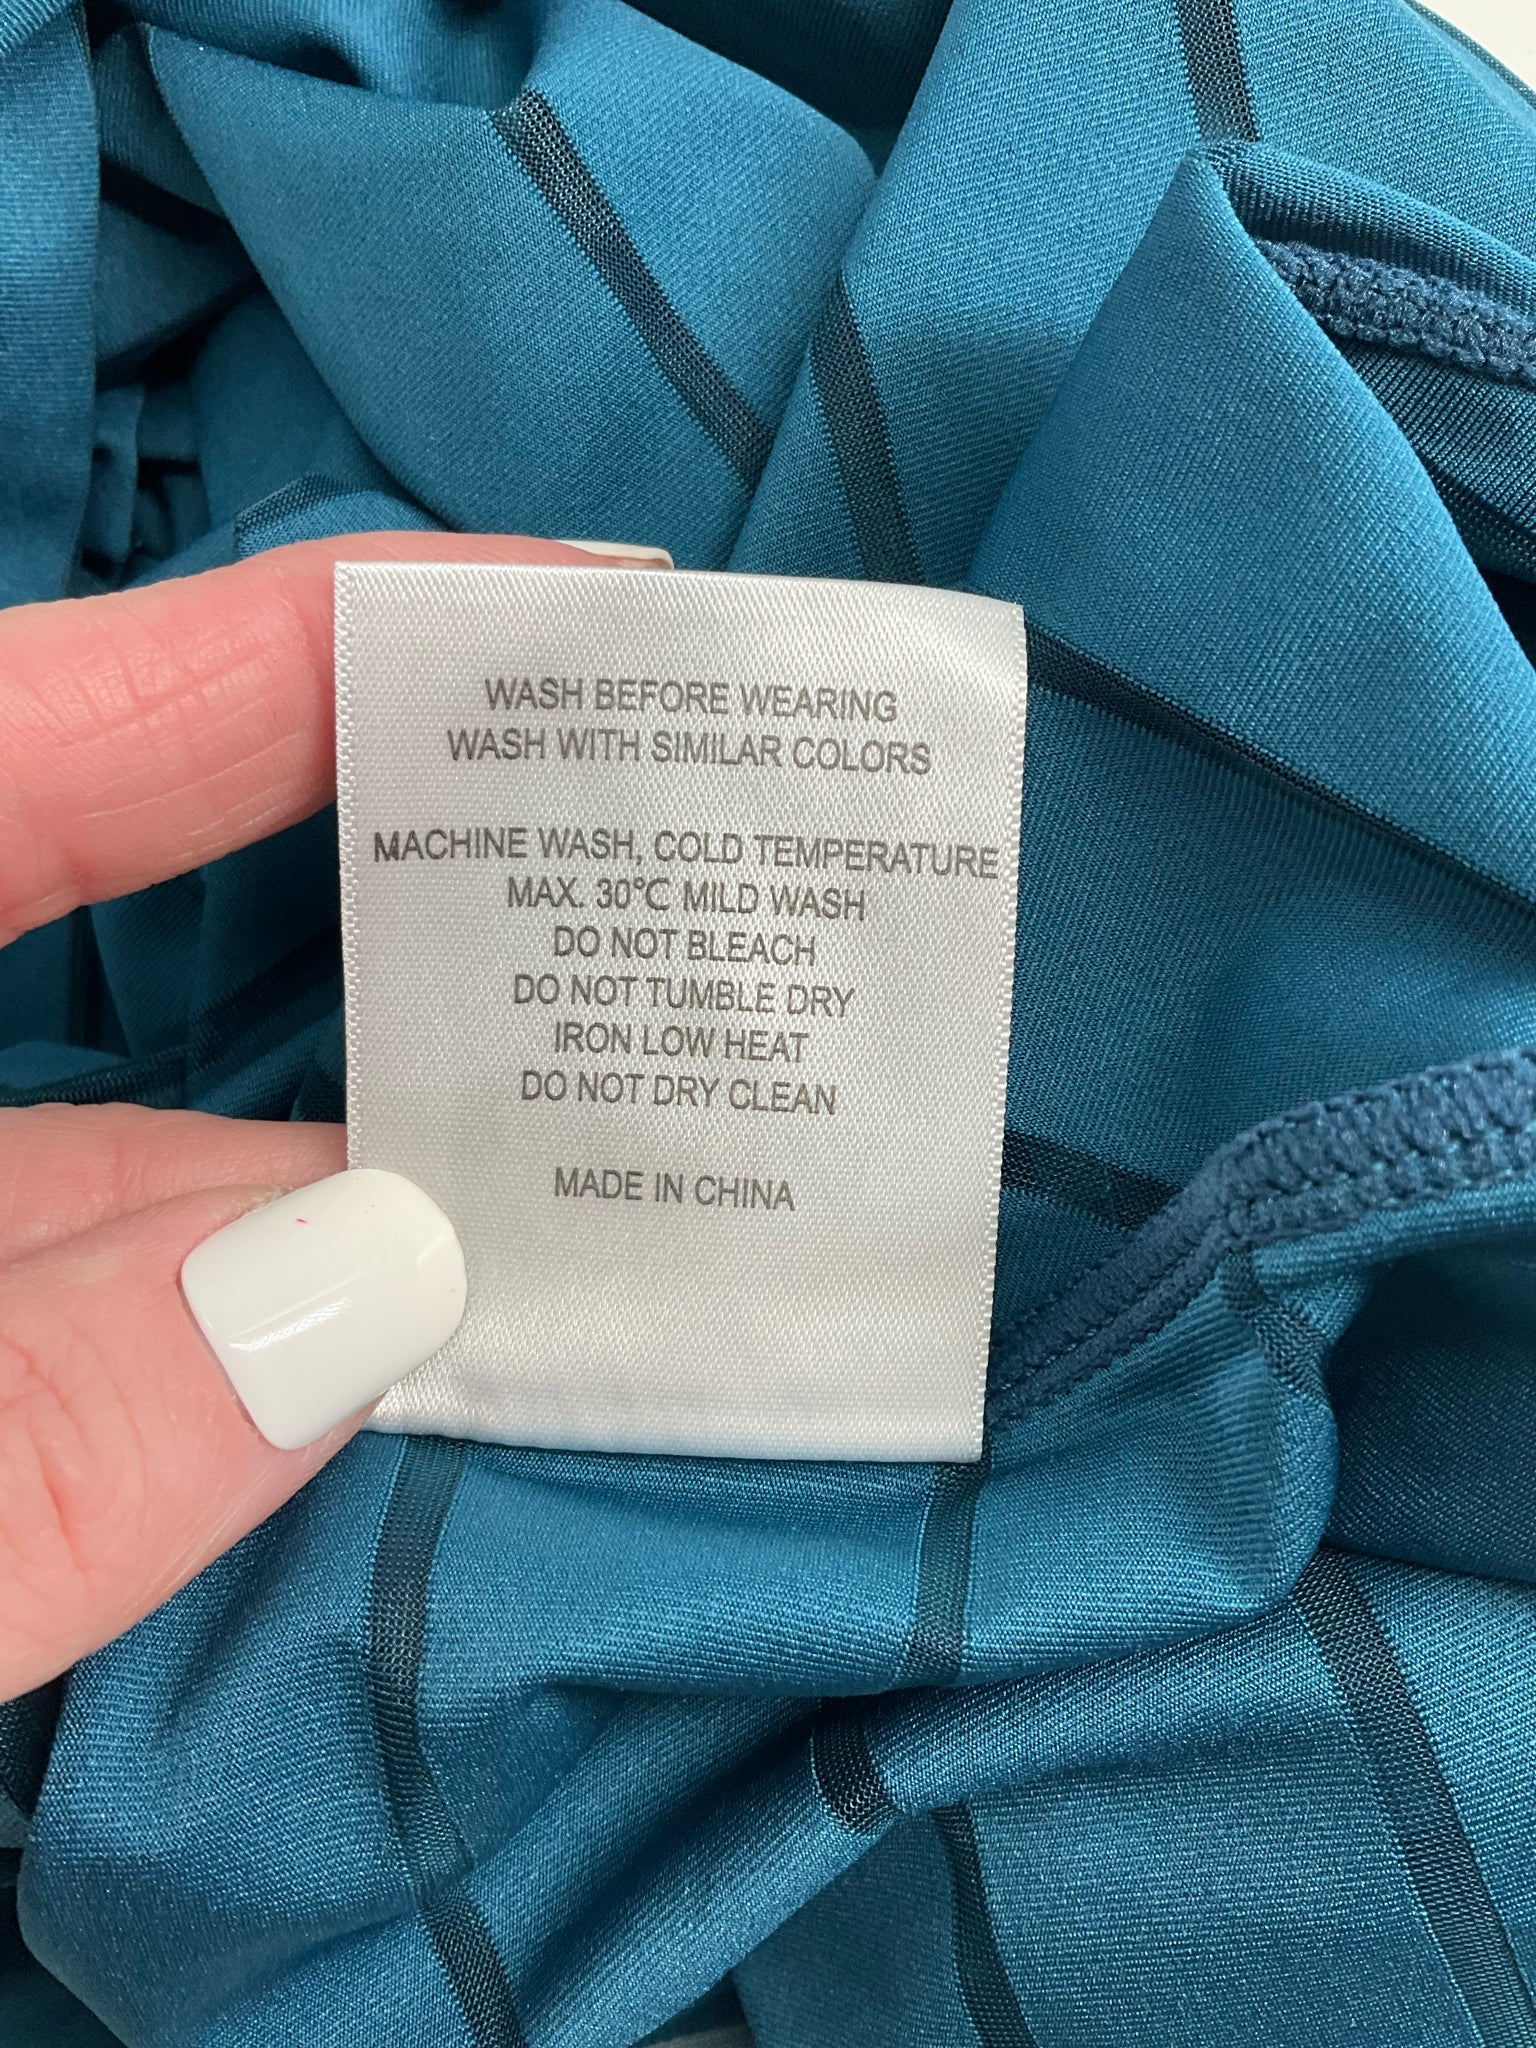 WASH BEFORE WEARING
WASH WITH SIMILAR COLORS
MACHINE WASH, COLD TEMPERATURE
MAX. 30℃ MILD WASH
DO NOT BLEACH
DO NOT TUMBLE DRY
IRON LOW HEAT
DO NOT DRY CLEAN
MADE IN CHINA